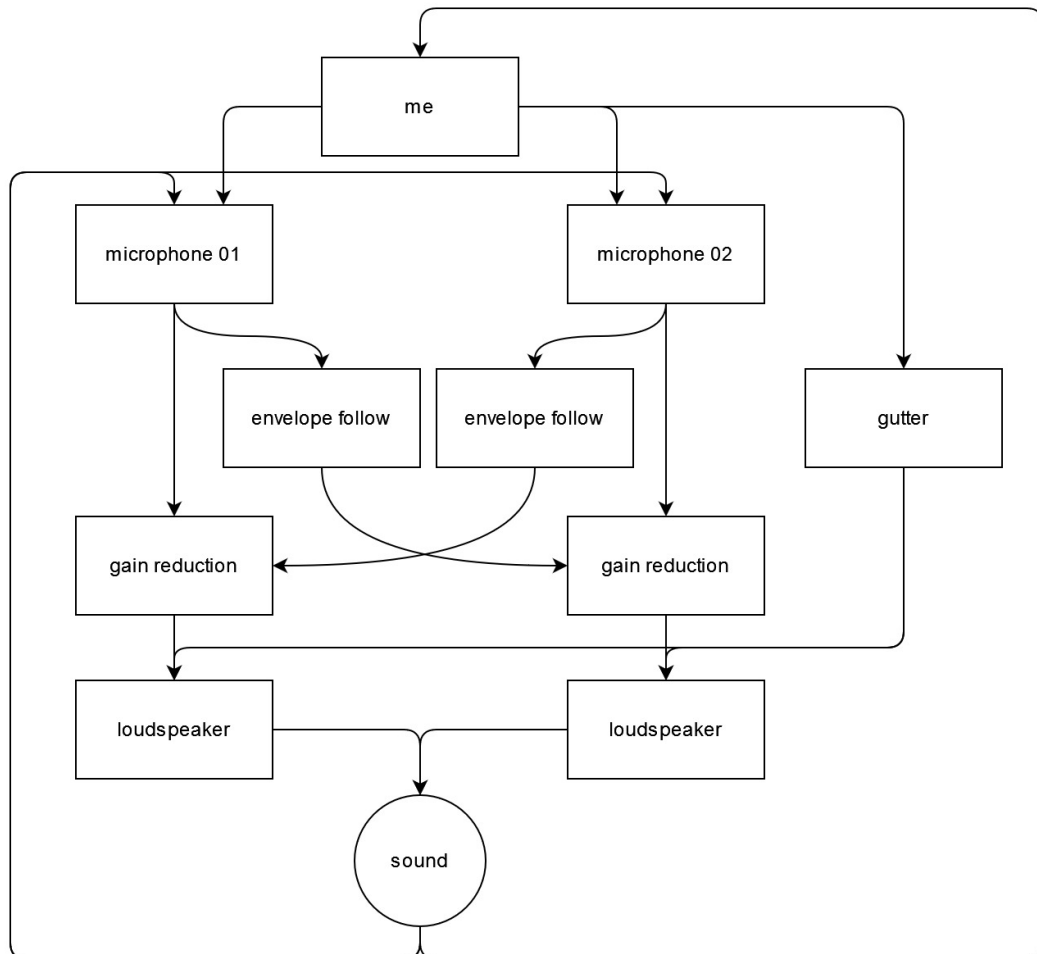 me
microphone 01
microphone 02
envelope follow
envelope follow
gutter
gain reduction
gain reduction
loudspeaker
loudspeaker
sound